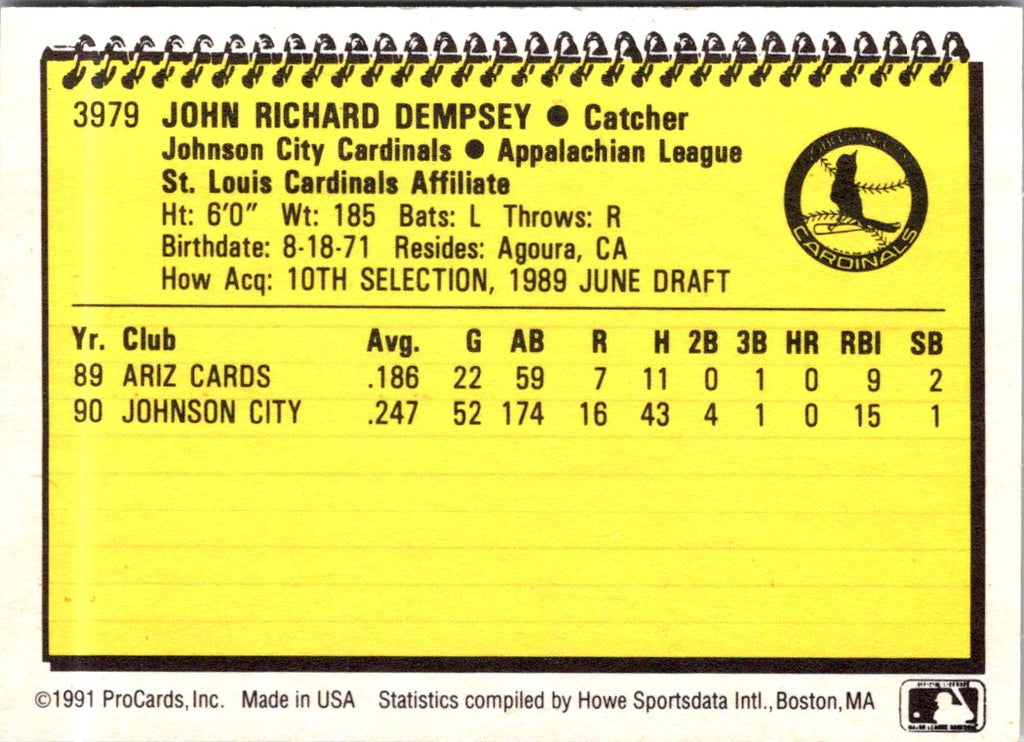 3979 JOHN RICHARD DEMPSEY ● Catcher
Johnson City Cardinals ● Appalachian League
St. Louis Cardinals Affiliate
Ht: 6'0" Wt: 185 Bats: L Throws: R
Birthdate: 8-18-71 Resides: Agoura, CA
How Acq: 10TH SELECTION, 1989 JUNE DRAFT
CARDINALS
Yr. Club Avg. G AB R H 2B 3B HR RBI SB
89 ARIZ CARDS .186 22 59 7 11 0 1 0 9 2
90 JOHNSON CITY .247 52 174 16 43 4 1 0 15 1
©1991 ProCards, Inc. Made in USA Statistics compiled by Howe Sportsdata Intl., Boston, MA